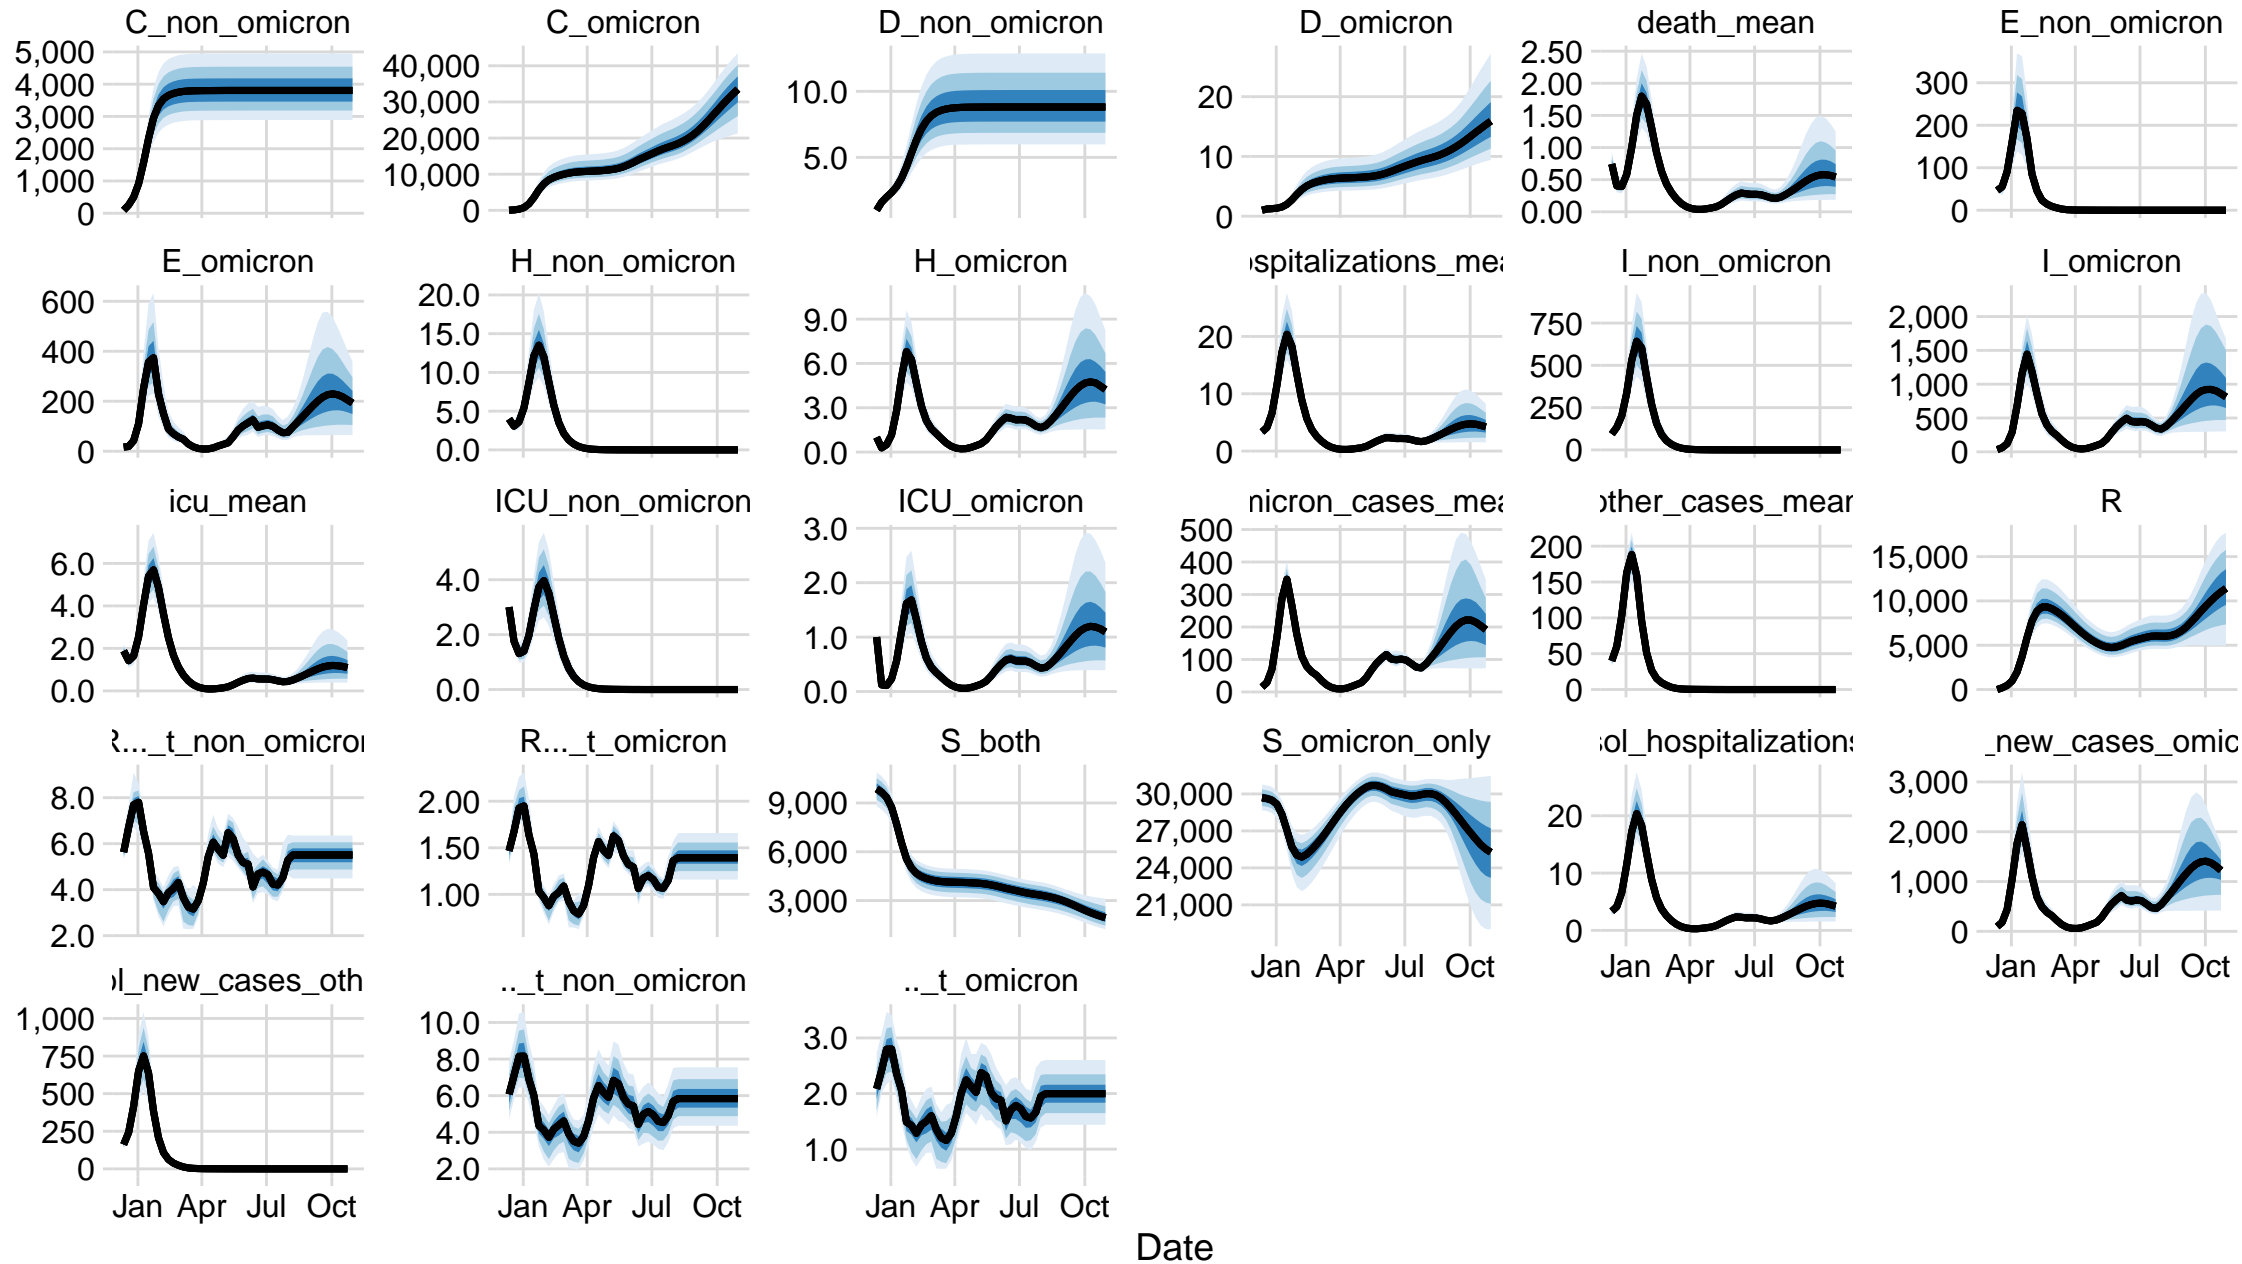 C_non_omicron C_omicron D_non_omicron D_omicron death_mean E_non_omicron
5,000 4,000 3,000 2,000 1,000 0
40,000 30,000 20,000 10,000 0
10.0 5.0
20 10 0
2.50 2.00 1.50 1.00 0.50 0.00
300 200 100 0
E_omicron H_non_omicron H_omicron ospitalizations_mea I_non_omicron I_omicron
600 400 200 0
20.0 15.0 10.0 5.0 0.0
9.0 6.0 3.0 0.0
20 10 0
750 500 250 0
2,000 1,500 1,000 500 0
icu_mean ICU_non_omicron ICU_omicron micron_cases_mea other_cases_mean R
6.0 4.0 2.0 0.0
4.0 2.0 0.0
3.0 2.0 1.0 0.0
500 400 300 200 100 0
200 150 100 50 0
15,000 10,000 5,000 0
R..._t_non_omicron R..._t_omicron S_both S_omicron_only sol_hospitalizations _new_cases_omic
8.0 6.0 4.0 2.0
2.00 1.50 1.00
9,000 6,000 3,000
30,000 27,000 24,000 21,000
20 10 0
3,000 2,000 1,000 0
Jan Apr Jul Oct
Jan Apr Jul Oct
Jan Apr Jul Oct
ol_new_cases_oth .._t_non_omicron .._t_omicron
1,000 750 500 250 0
10.0 8.0 6.0 4.0 2.0
3.0 2.0 1.0
Jan Apr Jul Oct
Jan Apr Jul Oct
Jan Apr Jul Oct
Date